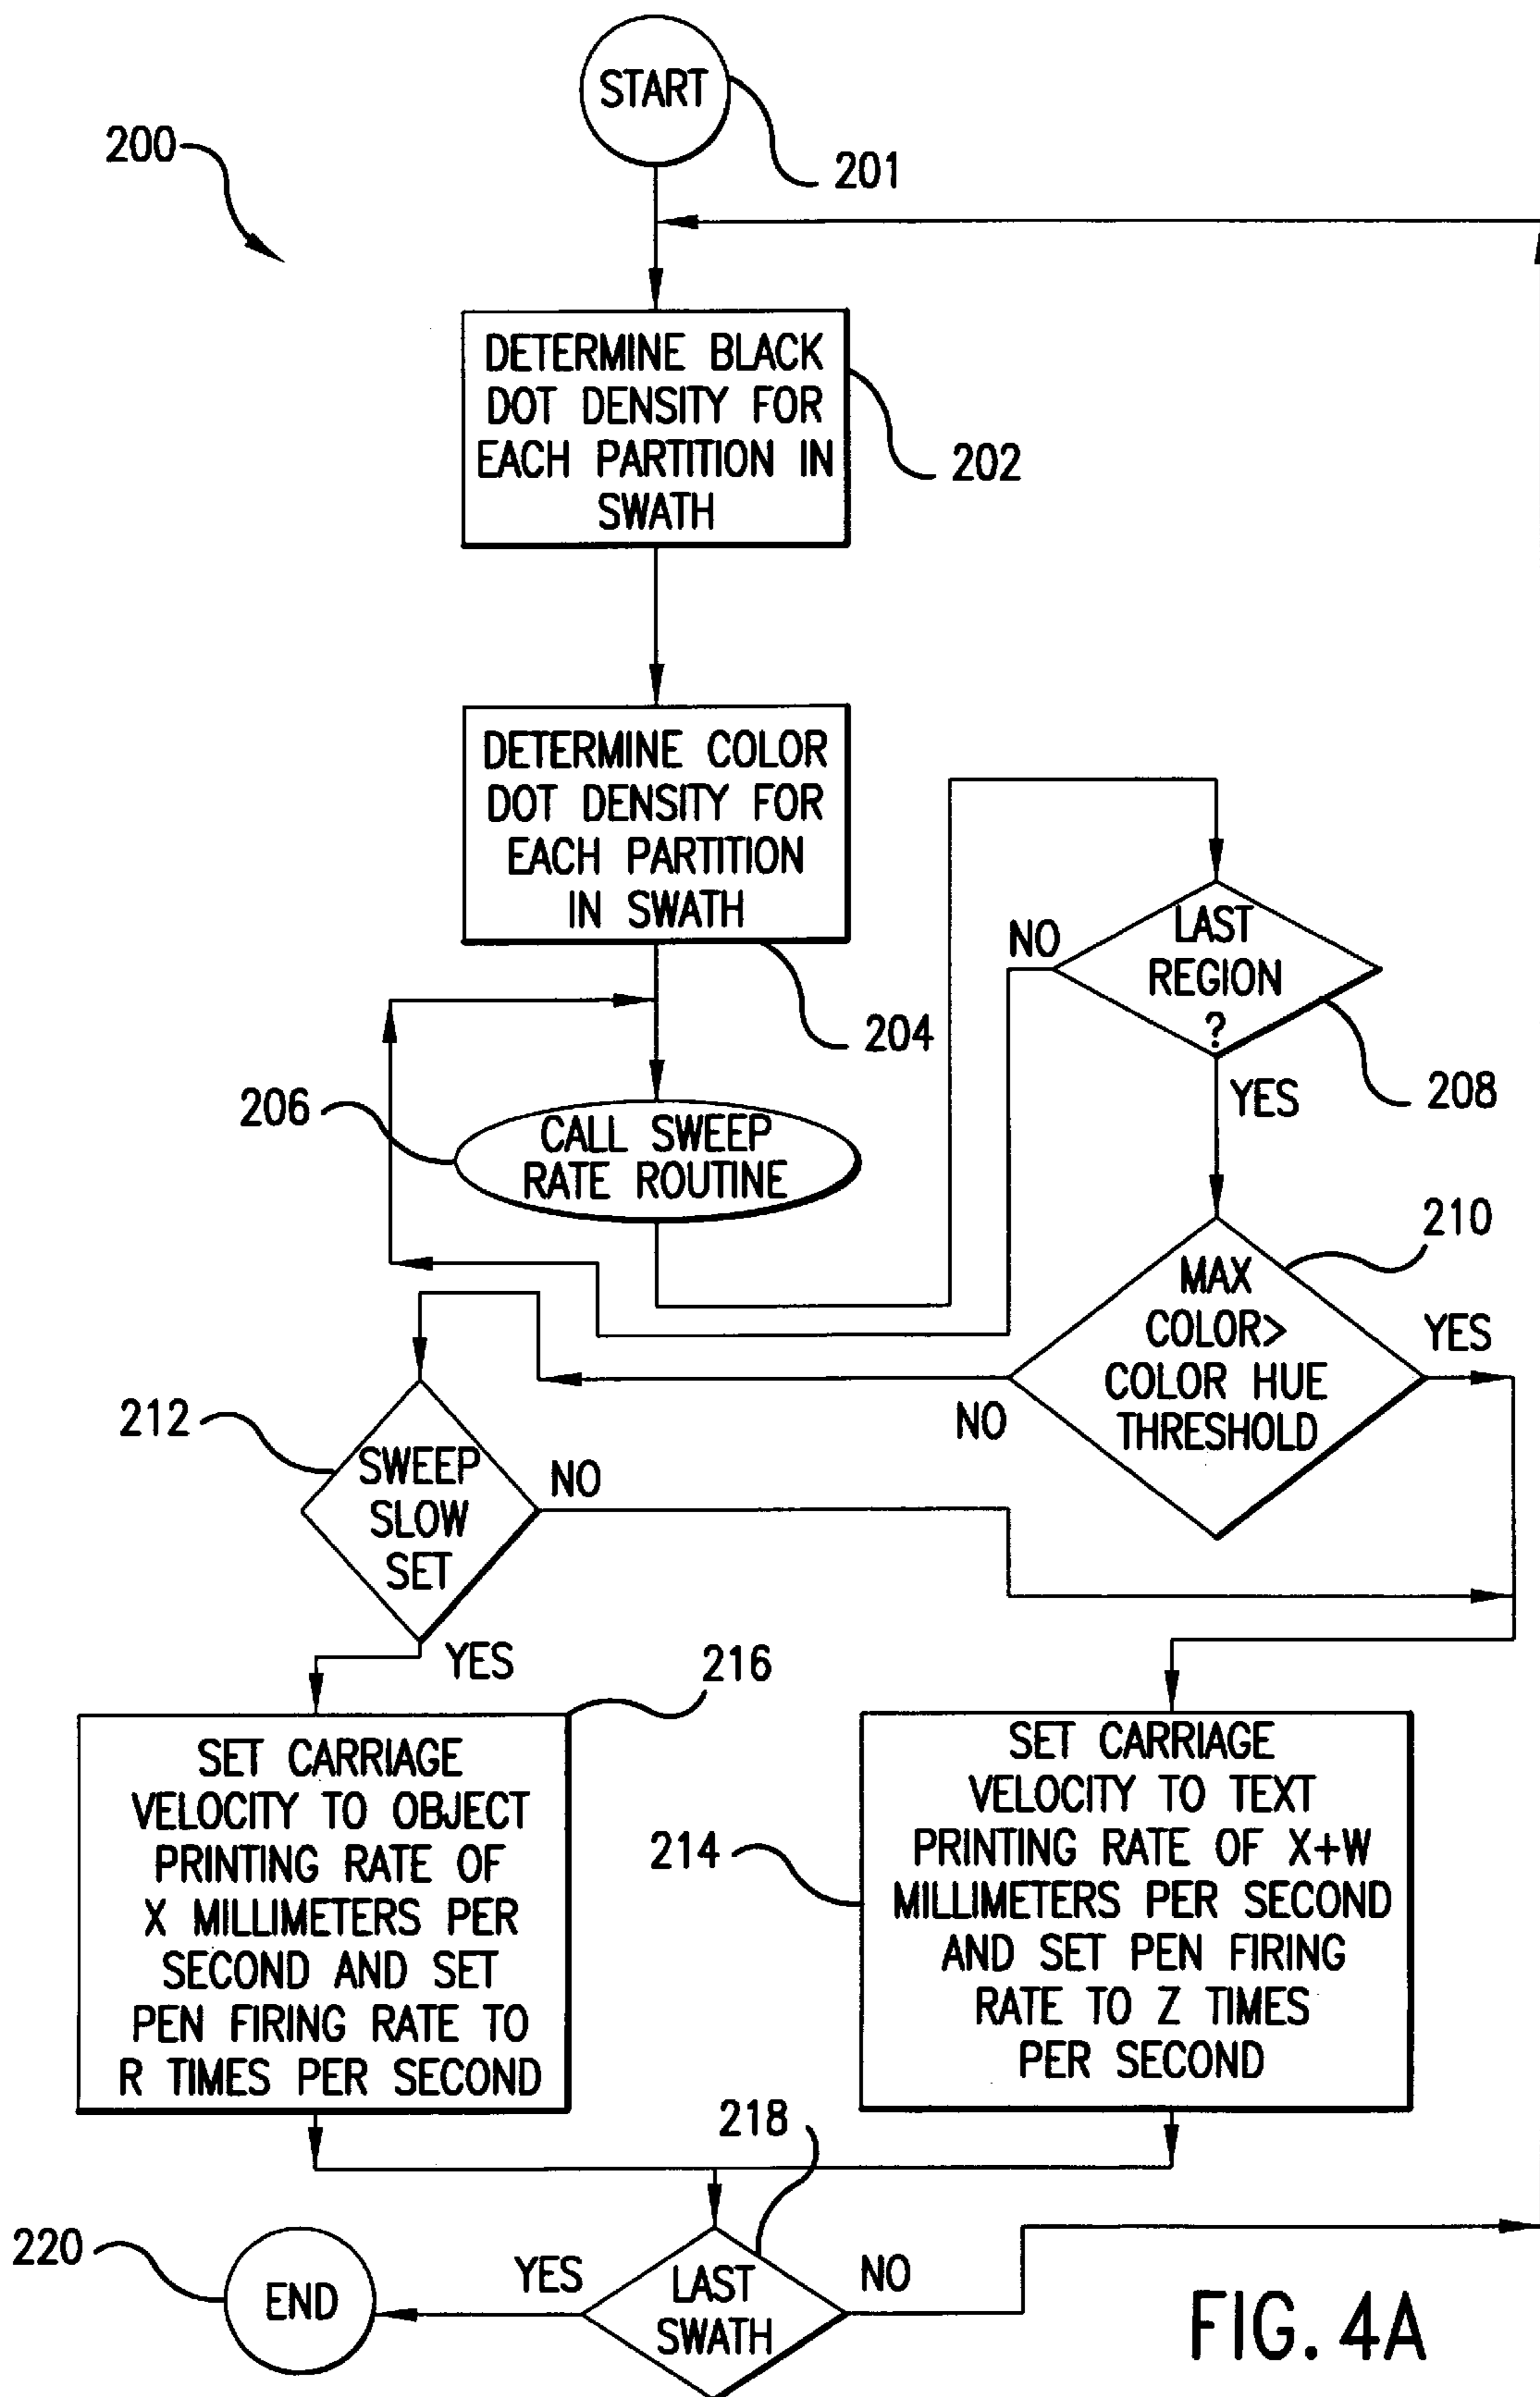 START
200
201
DETERMINE BLACK
DOT DENSITY FOR
EACH PARTITION IN
SWATH
202
DETERMINE COLOR
DOT DENSITY FOR
EACH PARTITION
IN SWATH
204
NO
LAST
REGION
?
208
YES
206
CALL SWEEP
RATE ROUTINE
210
MAX
COLOR>
COLOR HUE
THRESHOLD
YES
NO
212
SWEEP
SLOW
SET
NO
YES
216
SET CARRIAGE
VELOCITY TO OBJECT
PRINTING RATE OF
X MILLIMETERS PER
SECOND AND SET
PEN FIRING RATE TO
R TIMES PER SECOND
214
SET CARRIAGE
VELOCITY TO TEXT
PRINTING RATE OF X+W
MILLIMETERS PER SECOND
AND SET PEN FIRING
RATE TO Z TIMES
PER SECOND
218
220
END
YES
LAST
SWATH
NO
FIG. 4A